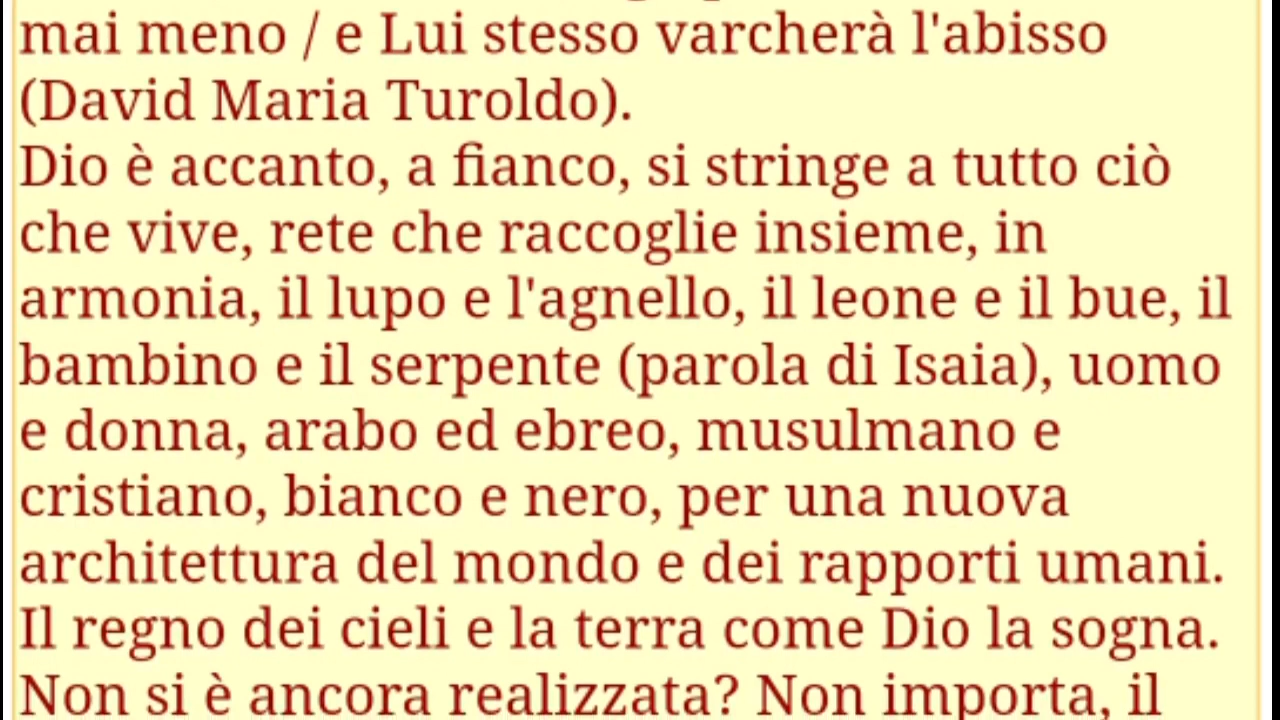 mai meno / e Lui stesso varcherà l'abisso
(David Maria Turoldo).
Dio è accanto, a fianco, si stringe a tutto ciò
che vive, rete che raccoglie insieme, in
armonia, il lupo e l'agnello, il leone e il bue, il
bambino e il serpente (parola di Isaia), uomo
e donna, arabo ed ebreo, musulmano e
cristiano, bianco e nero, per una nuova
architettura del mondo e dei rapporti umani.
Il regno dei cieli e la terra come Dio la sogna.
Non si è ancora realizzata? Non importa, il